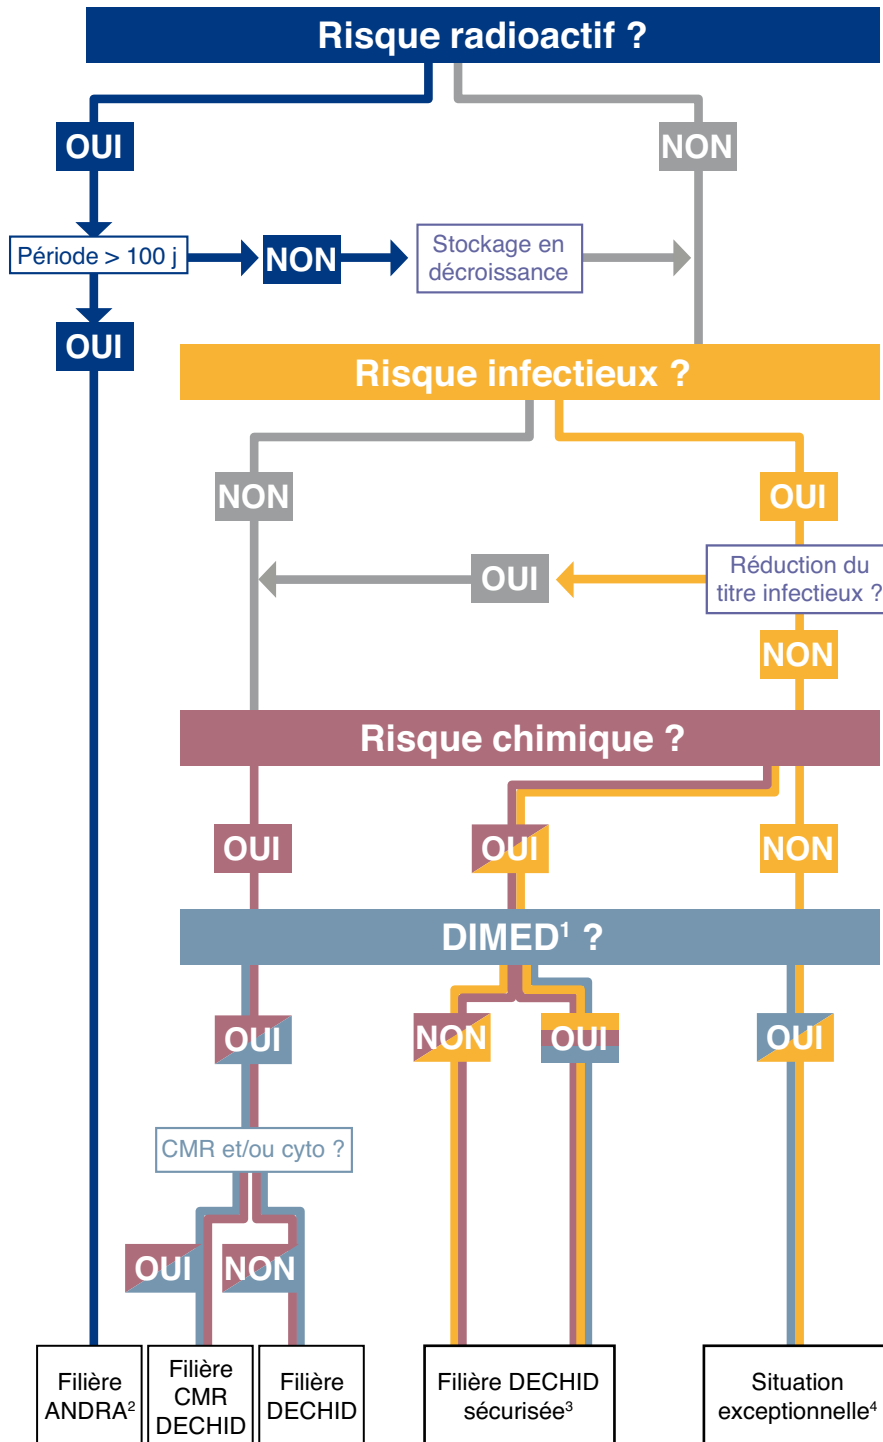 Risque radioactif ?
OUI
NON
Période > 100 j
NON
Stockage en
décroissance
OUI
Risque infectieux ?
NON
OUI
OUI
Réduction du
titre infectieux ?
NON
Risque chimique ?
OUI
OUI
NON
DIMED¹ ?
OUI
NON
OUI
OUI
CMR et/ou cyto ?
OUI
NON
Filière
ANDRA²
Filière
CMR
DECHID
Filière
DECHID
Filière DECHID
sécurisée³
Situation
exceptionnelle⁴